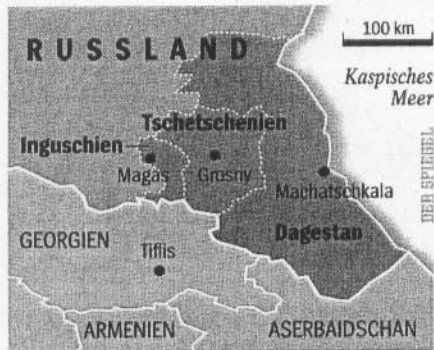 100 km
RUSSLAND
Kaspisches
Meer
Tschetschenien
Inguschien
Magas
Grosny
Machatschkala
DER SPIEGEL
Dagestan
GEORGIEN
Tiflis
ARMENIEN
ASERBAIDSCHAN